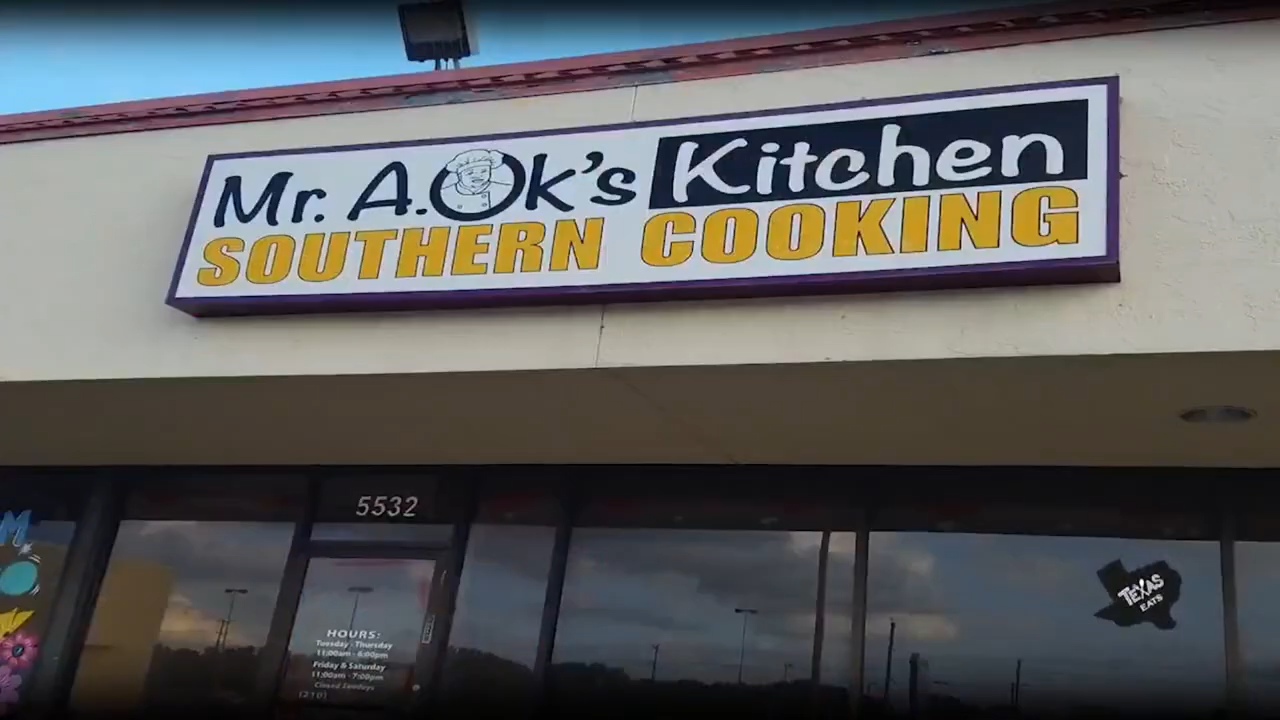 Mr. A.Ok's Kitchen
SOUTHERN COOKING
5532
M
HOURS:
Tuesday - Thursday
11:00am - 6:00pm
Friday & Saturday
11:00am - 7:00pm
Closed Sundays
(210)
TEXAS
EATS